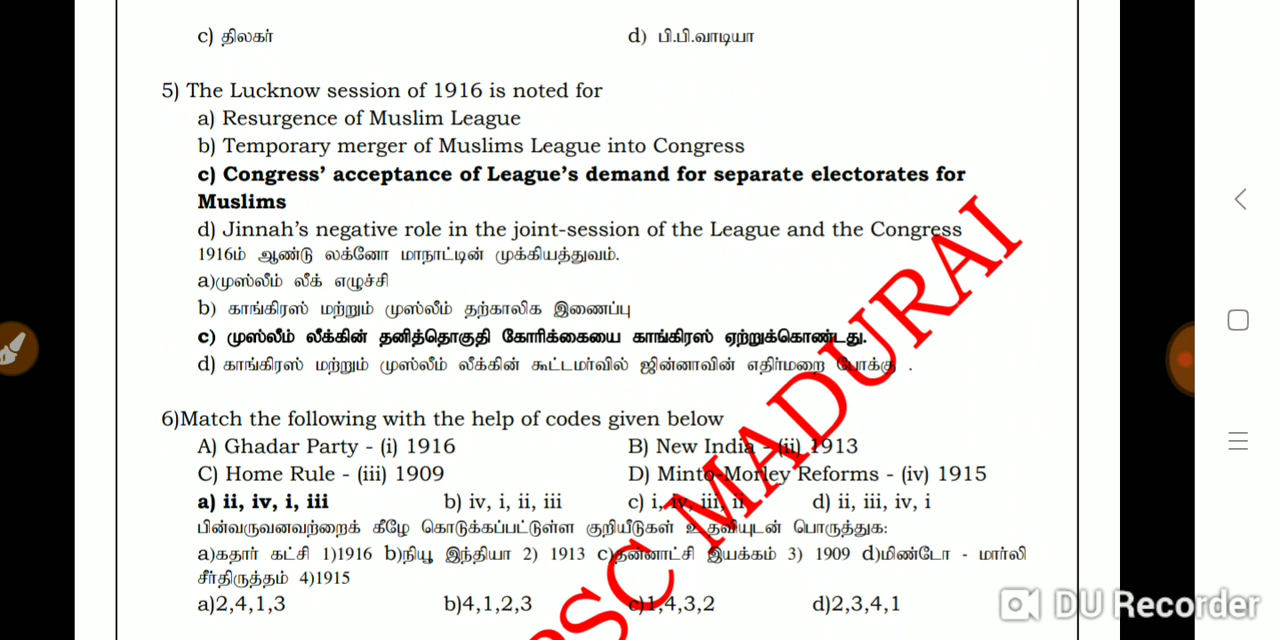 c) திலகர் d) பி.பி.வாடியா
5) The Lucknow session of 1916 is noted for
a) Resurgence of Muslim League
b) Temporary merger of Muslims League into Congress
c) Congress’ acceptance of League’s demand for separate electorates for
Muslims
d) Jinnah’s negative role in the joint-session of the League and the Congress
1916ம் ஆண்டு லக்னோ மாநாட்டின் முக்கியத்துவம்.
a)முஸ்லீம் லீக் எழுச்சி
b) காங்கிரஸ் மற்றும் முஸ்லீம் தற்காலிக இணைப்பு
c) முஸ்லீம் லீக்கின் தனித்தொகுதி கோரிக்கையை காங்கிரஸ் ஏற்றுக்கொண்டது.
d) காங்கிரஸ் மற்றும் முஸ்லீம் லீக்கின் கூட்டமர்வில் ஜின்னாவின் எதிர்மறை போக்கு .
6)Match the following with the help of codes given below
A) Ghadar Party - (i) 1916 B) New India - (ii) 1913
C) Home Rule - (iii) 1909 D) Minto-Morley Reforms - (iv) 1915
a) ii, iv, i, iii b) iv, i, ii, iii c) i, iv, iii, ii d) ii, iii, iv, i
பின்வருவனவற்றைக் கீழே கொடுக்கப்பட்டுள்ள குறியீடுகள் உதவியுடன் பொருத்துக:
a)கதார் கட்சி 1)1916 b)நியூ இந்தியா 2) 1913 c)தன்னாட்சி இயக்கம் 3) 1909 d)மிண்டோ - மார்லி
சீர்திருத்தம் 4)1915
a)2,4,1,3 b)4,1,2,3 c)1,4,3,2 d)2,3,4,1
PSC MADURAI
DU Recorder